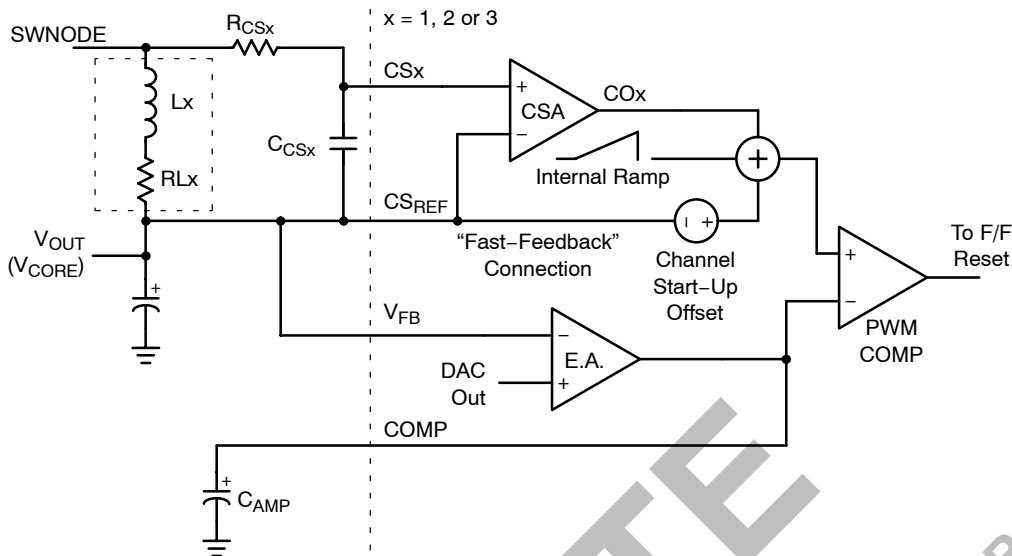 x = 1, 2 or 3
SWNODE
RCSx
CSx
COx
Lx
+
CSA
−
CCSx
+
RLx
Internal Ramp
CSREF
− +
VOUT
(VCORE)
"Fast−Feedback"
Connection
Channel
Start−Up
Offset
To F/F
Reset
+
−
PWM
COMP
+
VFB
−
E.A.
+
DAC
Out
COMP
+
CAMP
TE